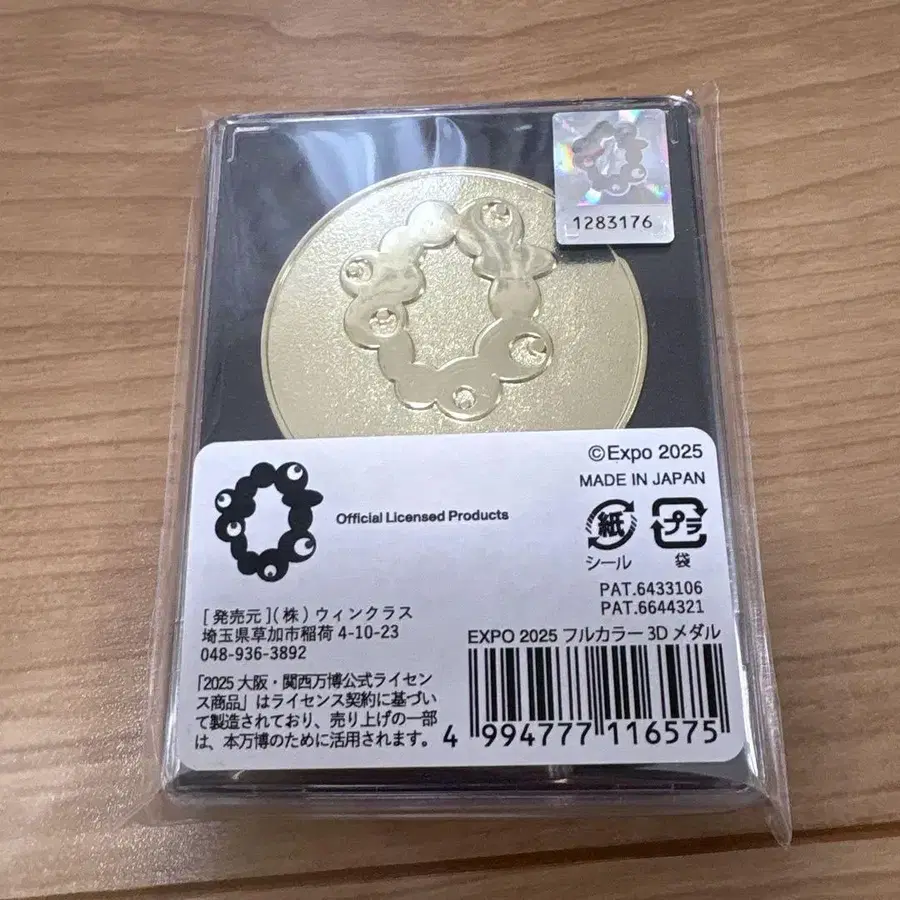 1283176
©Expo 2025
MADE IN JAPAN
Official Licensed Products
紙
プラ
シール
袋
PAT.6433106
PAT.6644321
[ 発売元 ](株) ウィンクラス
埼玉県草加市稲荷 4-10-23
048-936-3892
EXPO 2025 フルカラー 3D メダル
「2025 大阪・関西万博公式ライセン
ス商品」はライセンス契約に基づい
て製造されており、売り上げの一部
は、本万博のために活用されます。
4 994777 116575